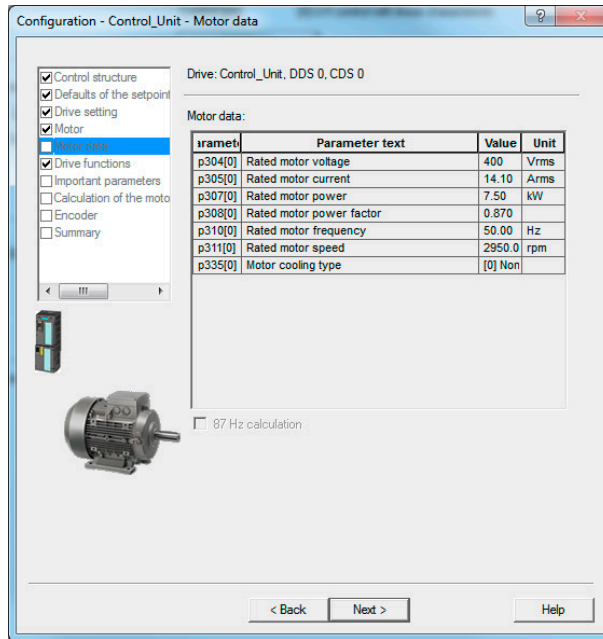 Configuration - Control_Unit - Motor data
Control structure
Defaults of the setpoint
Drive setting
Motor
Motor data
Drive functions
Important parameters
Calculation of the moto
Encoder
Summary
Drive: Control_Unit, DDS 0, CDS 0
Motor data:
aramet Parameter text Value Unit
p304[0] Rated motor voltage 400 Vrms
p305[0] Rated motor current 14.10 Arms
p307[0] Rated motor power 7.50 kW
p308[0] Rated motor power factor 0.870
p310[0] Rated motor frequency 50.00 Hz
p311[0] Rated motor speed 2950.0 rpm
p335[0] Motor cooling type [0] Non
87 Hz calculation
< Back Next > Help